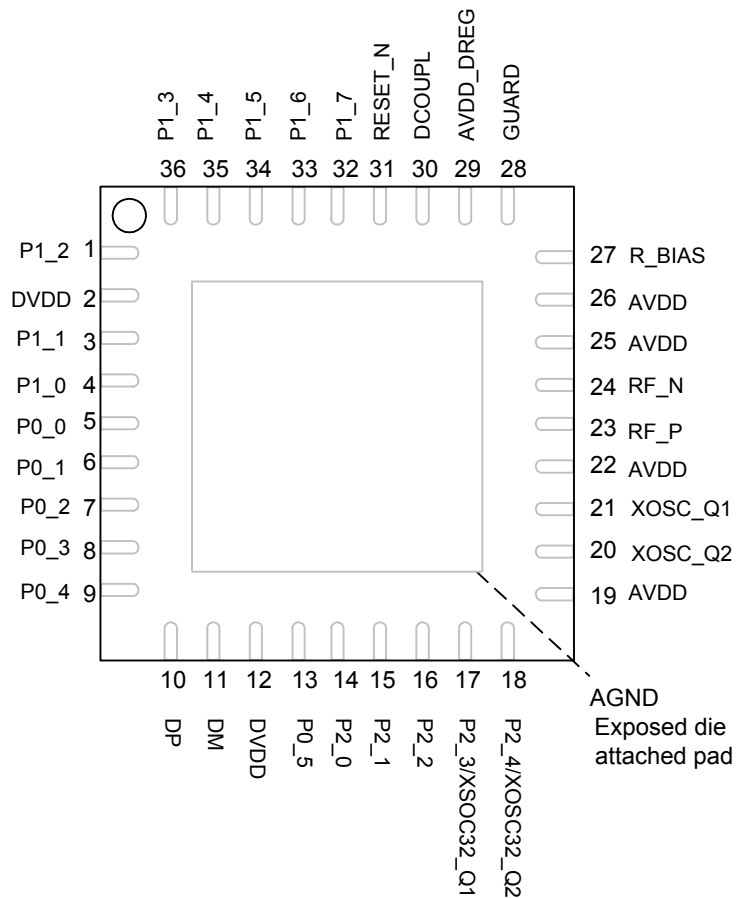 P1_3
P1_4
P1_5
P1_6
P1_7
RESET_N
DCOUPL
AVDD_DREG
GUARD
36 35 34 33 32 31 30 29 28
P1_2 1
DVDD 2
P1_1 3
P1_0 4
P0_0 5
P0_1 6
P0_2 7
P0_3 8
P0_4 9
27 R_BIAS
26 AVDD
25 AVDD
24 RF_N
23 RF_P
22 AVDD
21 XOSC_Q1
20 XOSC_Q2
19 AVDD
10 11 12 13 14 15 16 17 18
DP
DM
DVDD
P0_5
P2_0
P2_1
P2_2
P2_3/XSOC32_Q1
P2_4/XOSC32_Q2
AGND
Exposed die
attached pad